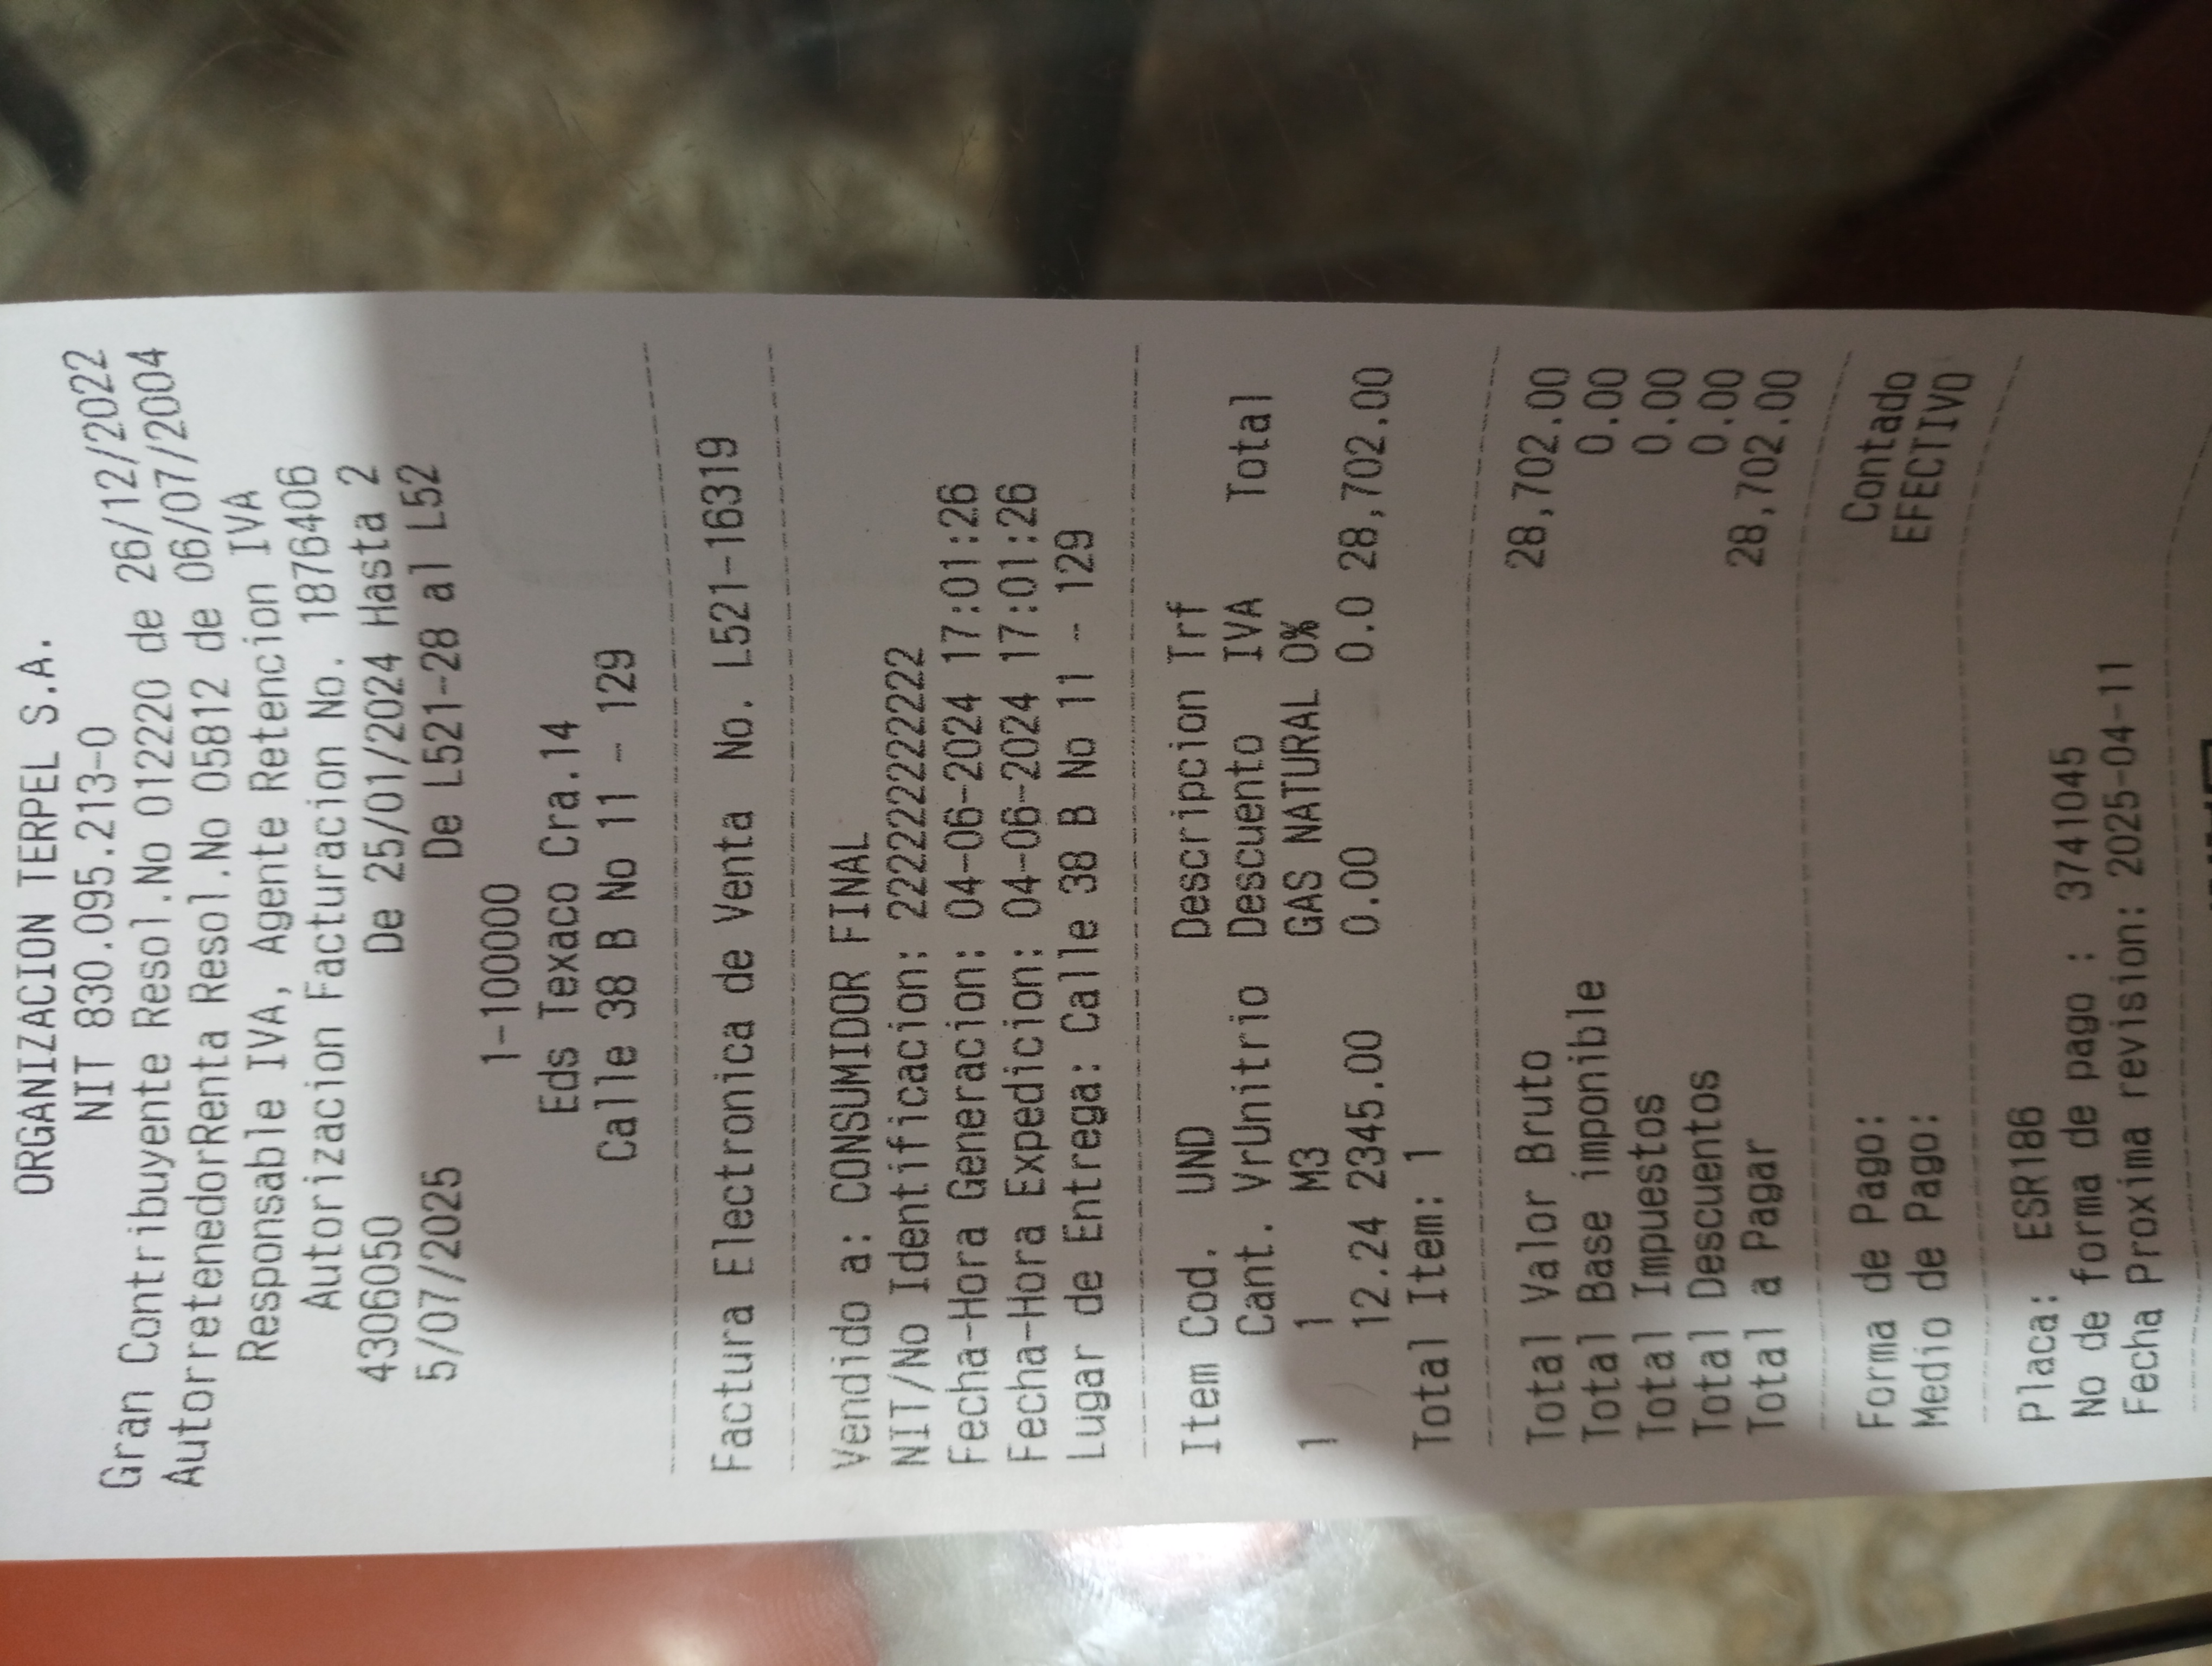 ORGANIZACION TERPEL S.A.
NIT 830.095.213-0
Gran Contribuyente Resol.No 012220 de 26/12/2022
AutorretenedorRenta Resol.No 05812 de 06/07/2004
Responsable IVA, Agente Retencion IVA
Autorizacion Facturacion No. 1876406
4306050 De 25/01/2024 Hasta 2
5/07/2025 De L521-28 al L52
1-100000
Eds Texaco Cra.14
Calle 38 B No 11 - 129
Factura Electronica de Venta No. L521-16319
Vendido a: CONSUMIDOR FINAL
NIT/No Identificacion: 222222222222
Fecha-Hora Generacion: 04-06-2024 17:01:26
Fecha-Hora Expedicion: 04-06-2024 17:01:26
Lugar de Entrega: Calle 38 B No 11 - 129
Item Cod. UND Descripcion Trf
Cant. VrUnitrio Descuento IVA Total
1 1 M3 GAS NATURAL 0%
12.24 2345.00 0.00 0.0 28,702.00
Total Item: 1
Total Valor Bruto 28,702.00
Total Base imponible 0.00
Total Impuestos 0.00
Total Descuentos 0.00
Total a Pagar 28,702.00
Forma de Pago: Contado
Medio de Pago: EFECTIVO
Placa: ESR186
No de forma de pago : 3741045
Fecha Proxima revision: 2025-04-11